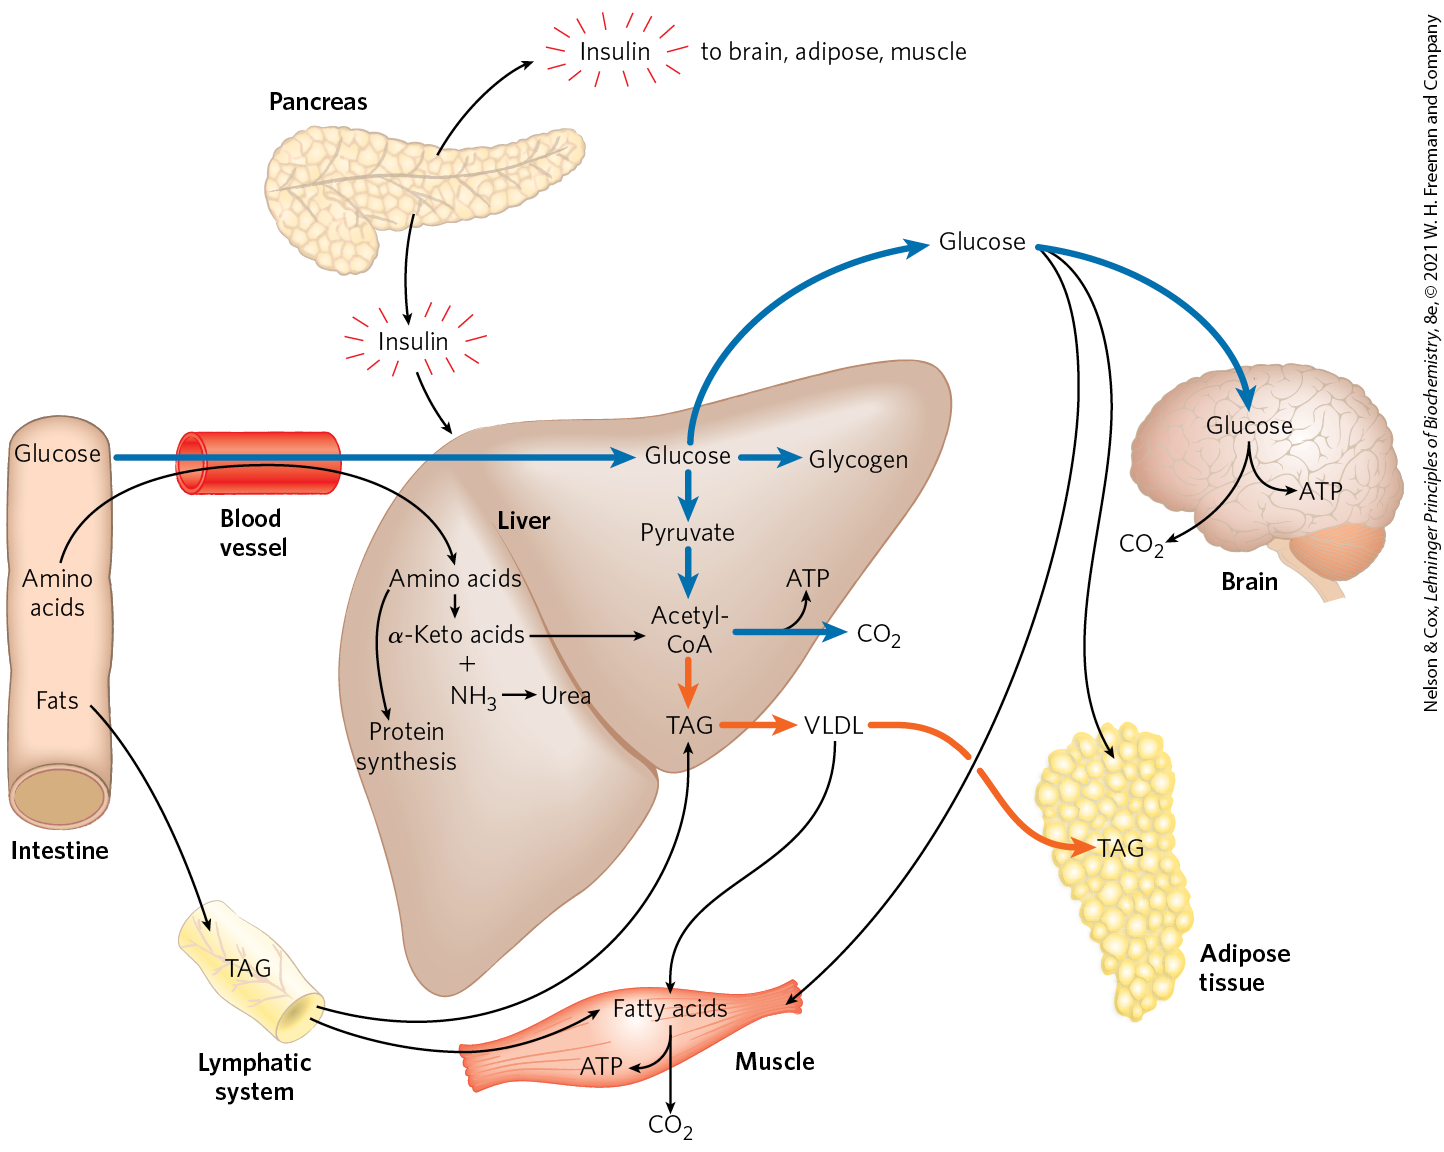 Insulin to brain, adipose, muscle
Pancreas
Insulin
Glucose
Glucose
Amino
acids
Fats
Intestine
Blood
vessel
Liver
Glucose
Glycogen
Pyruvate
Acetyl-
CoA
ATP
CO₂
Amino acids
α-Keto acids
+
NH₃
Urea
Protein
synthesis
TAG
VLDL
Glucose
ATP
CO₂
Brain
TAG
Adipose
tissue
TAG
Lymphatic
system
Fatty acids
ATP
CO₂
Muscle
Nelson & Cox, Lehninger Principles of Biochemistry, 8e, © 2021 W. H. Freeman and Company